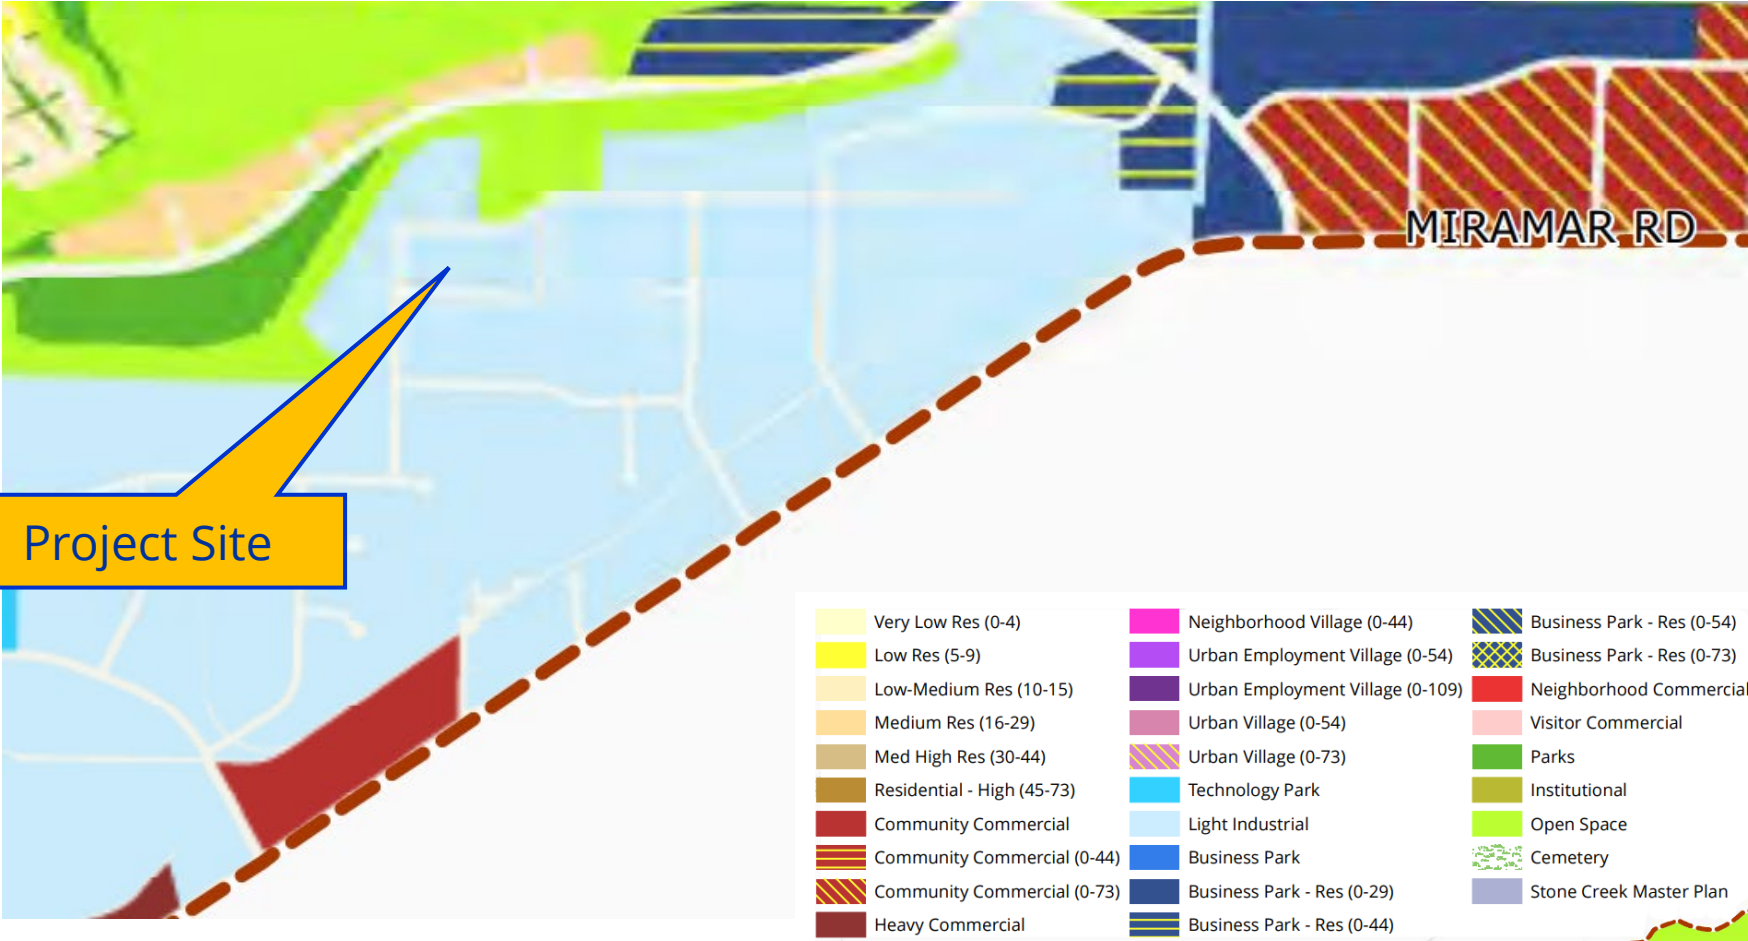 MIRAMAR RD
Project Site
Very Low Res (0-4)
Low Res (5-9)
Low-Medium Res (10-15)
Medium Res (16-29)
Med High Res (30-44)
Residential - High (45-73)
Community Commercial
Community Commercial (0-44)
Community Commercial (0-73)
Heavy Commercial
Neighborhood Village (0-44)
Urban Employment Village (0-54)
Urban Employment Village (0-109)
Urban Village (0-54)
Urban Village (0-73)
Technology Park
Light Industrial
Business Park
Business Park - Res (0-29)
Business Park - Res (0-44)
Business Park - Res (0-54)
Business Park - Res (0-73)
Neighborhood Commercial
Visitor Commercial
Parks
Institutional
Open Space
Cemetery
Stone Creek Master Plan